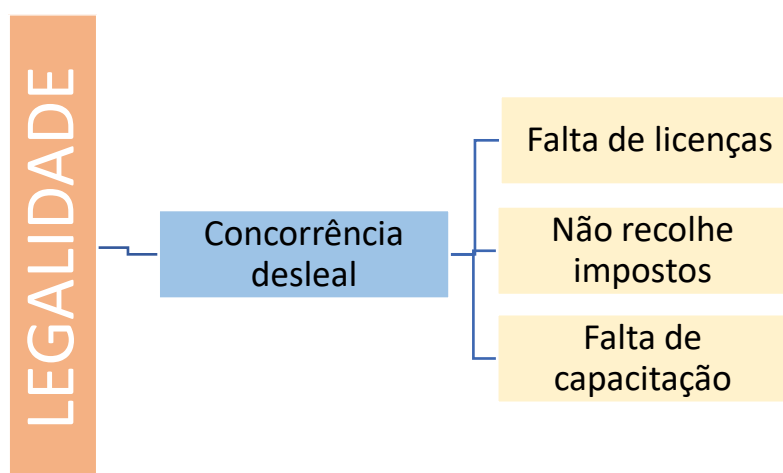 LEGALIDADE
Concorrência
desleal
Falta de licenças
Não recolhe
impostos
Falta de
capacitação